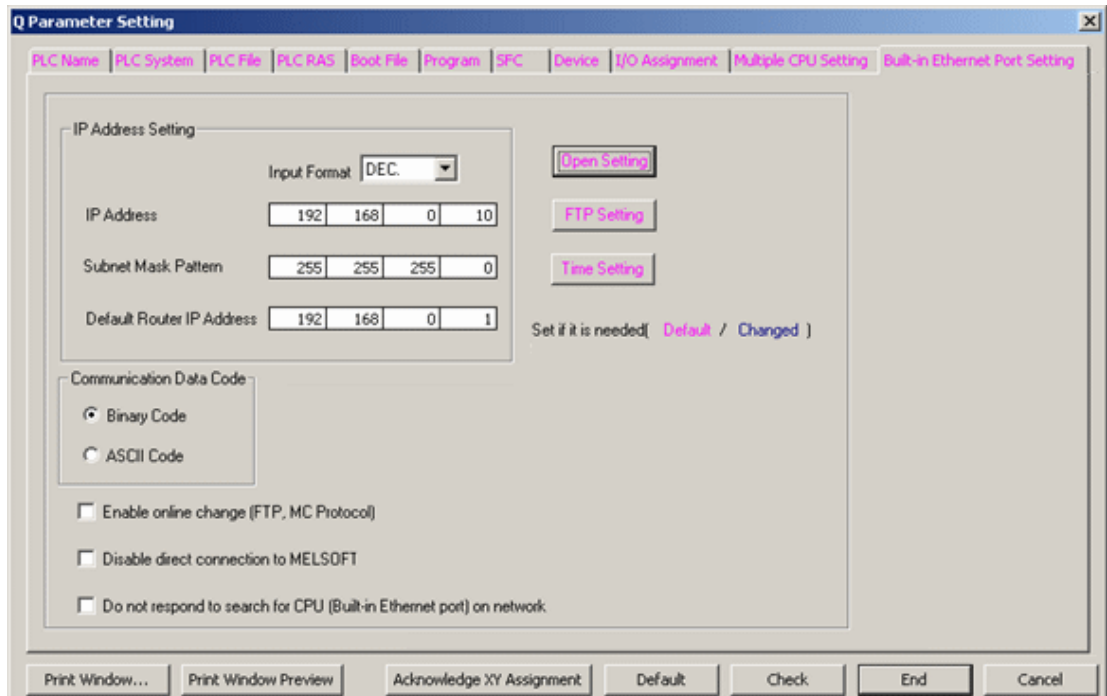 Q Parameter Setting
PLC Name PLC System PLC File PLC RAS Boot File Program SFC Device I/O Assignment Multiple CPU Setting Built-in Ethernet Port Setting
IP Address Setting
Input Format DEC.
IP Address 192 168 0 10
Subnet Mask Pattern 255 255 255 0
Default Router IP Address 192 168 0 1
Open Setting
FTP Setting
Time Setting
Set if it is needed( Default / Changed )
Communication Data Code
Binary Code
ASCII Code
Enable online change (FTP, MC Protocol)
Disable direct connection to MELSOFT
Do not respond to search for CPU (Built-in Ethernet port) on network
Print Window... Print Window Preview Acknowledge XY Assignment Default Check End Cancel